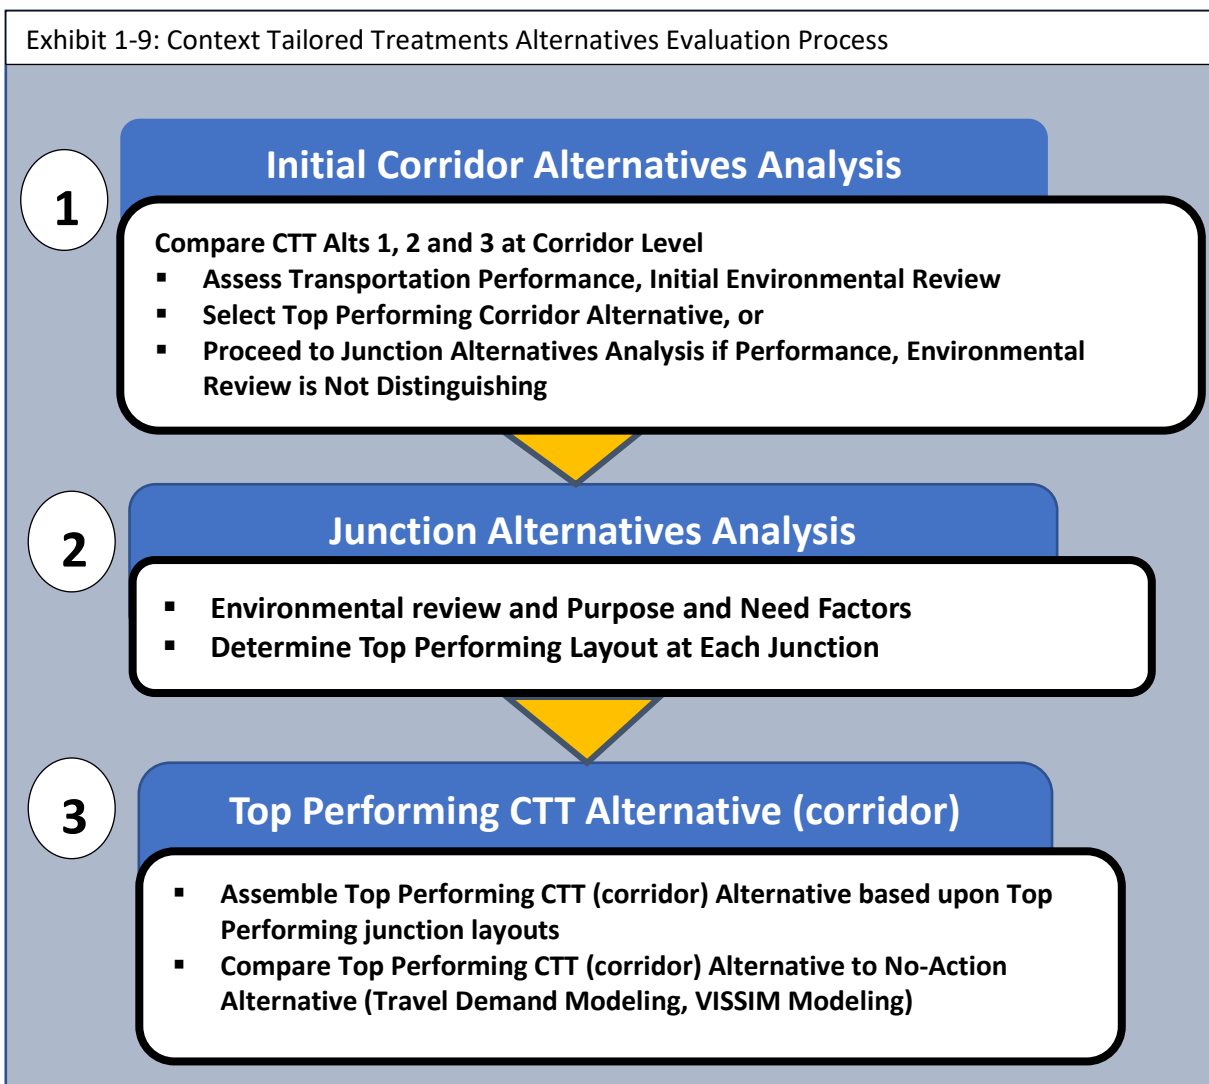 Exhibit 1-9: Context Tailored Treatments Alternatives Evaluation Process
1
Initial Corridor Alternatives Analysis
Compare CTT Alts 1, 2 and 3 at Corridor Level
▪ Assess Transportation Performance, Initial Environmental Review
▪ Select Top Performing Corridor Alternative, or
▪ Proceed to Junction Alternatives Analysis if Performance, Environmental
Review is Not Distinguishing
2
Junction Alternatives Analysis
▪ Environmental review and Purpose and Need Factors
▪ Determine Top Performing Layout at Each Junction
3
Top Performing CTT Alternative (corridor)
▪ Assemble Top Performing CTT (corridor) Alternative based upon Top
Performing junction layouts
▪ Compare Top Performing CTT (corridor) Alternative to No-Action
Alternative (Travel Demand Modeling, VISSIM Modeling)